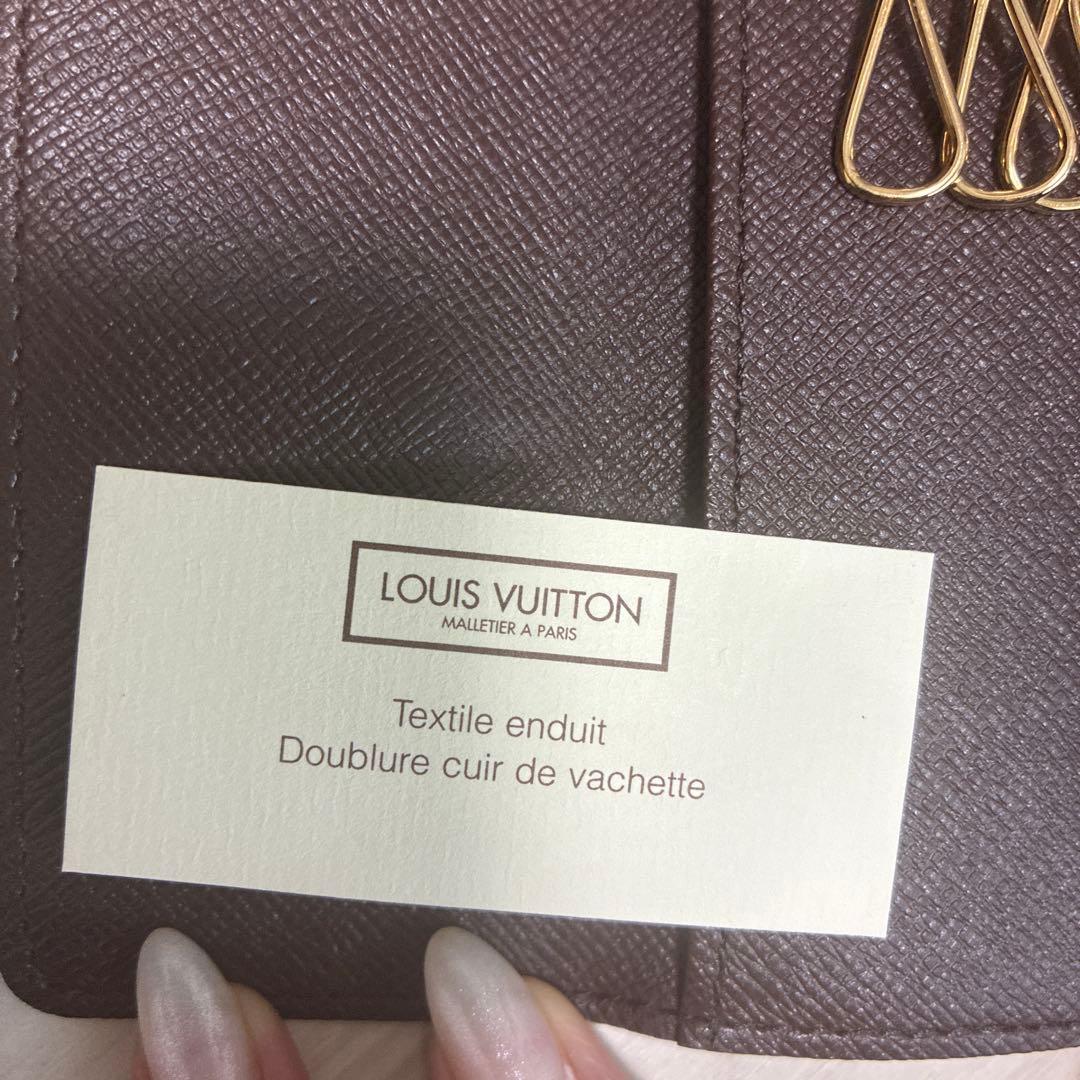 LOUIS VUITTON
MALLETIER A PARIS
Textile enduit
Doublure cuir de vachette